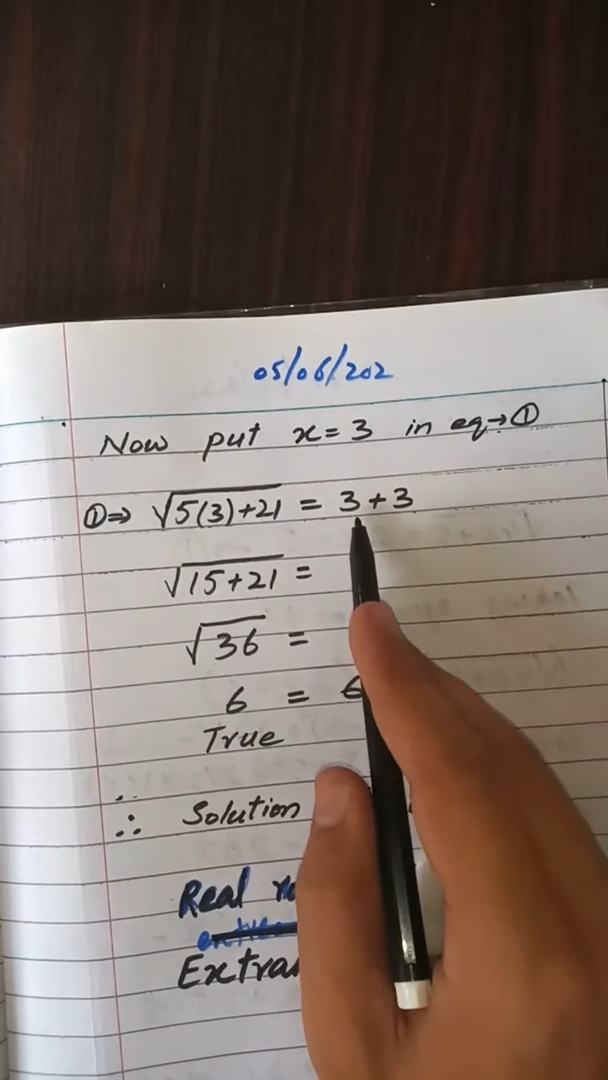 05/06/202
Now put x = 3 in eq→①
①⇒ √5(3)+21 = 3+3
√15+21 =
√36 =
6 = 6
True
∴ Solution
Real
Extra